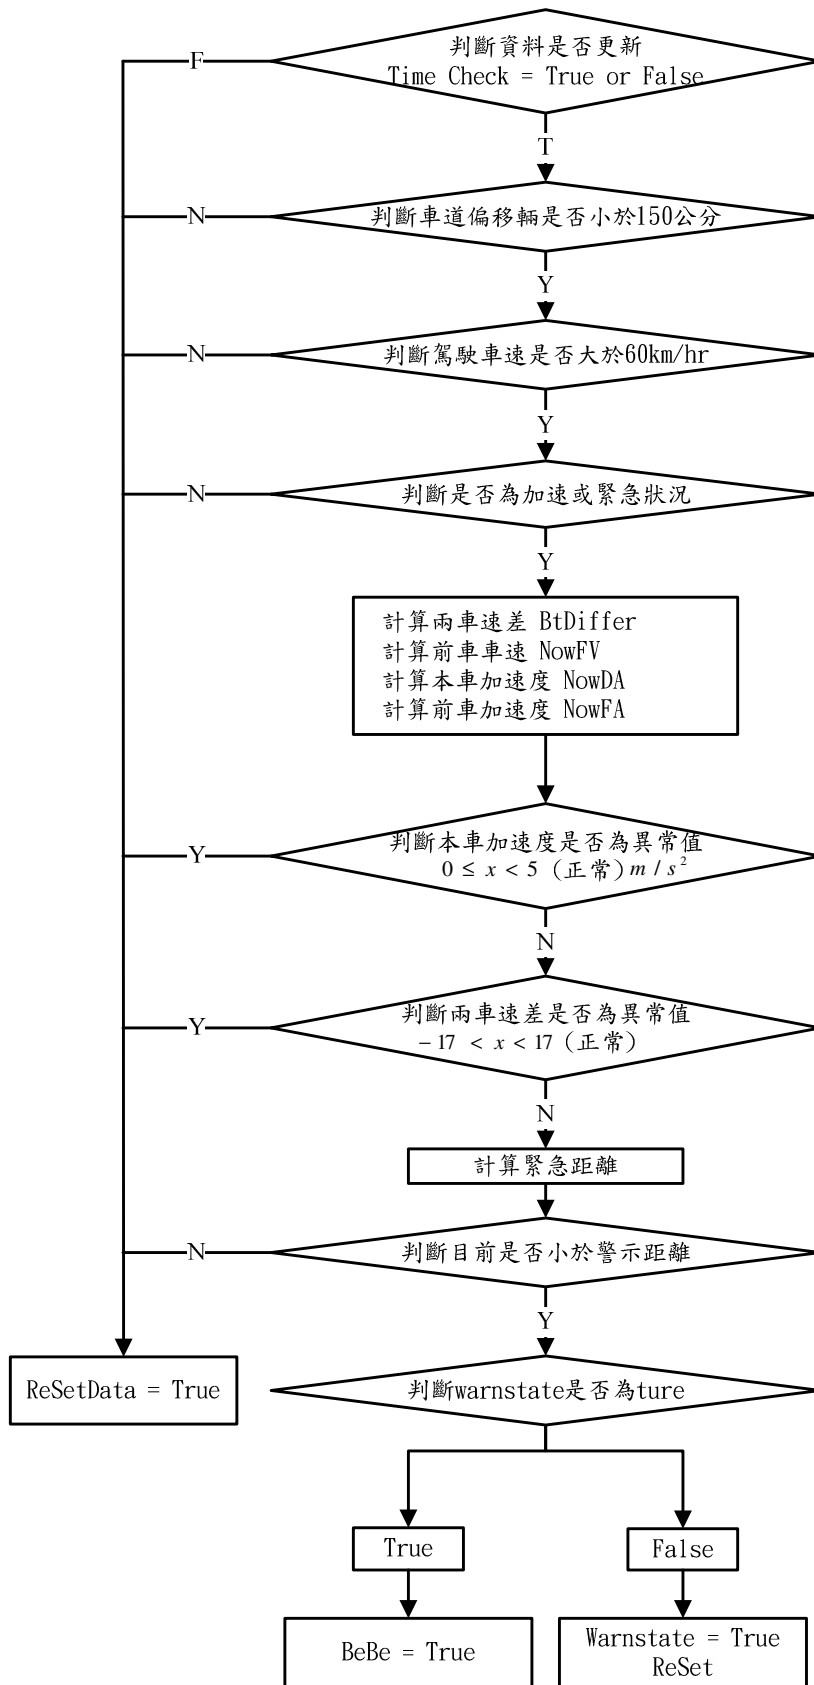 判斷資料是否更新
Time Check = True or False
F
T
判斷車道偏移輛是否小於150公分
N
Y
判斷駕駛車速是否大於60km/hr
N
Y
判斷是否為加速或緊急狀況
N
Y
計算兩車速差 BtDiffer
計算前車車速 NowFV
計算本車加速度 NowDA
計算前車加速度 NowFA
判斷本車加速度是否為異常值
0 ≤ x < 5 (正常) m / s²
Y
N
判斷兩車速差是否為異常值
− 17 < x < 17 (正常)
Y
N
計算緊急距離
判斷目前是否小於警示距離
N
Y
ReSetData = True
判斷warnstate是否為ture
True
False
BeBe = True
Warnstate = True
ReSet